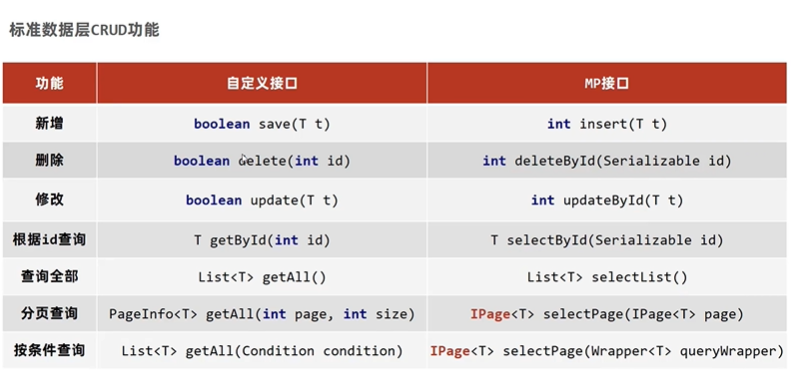 标准数据层CRUD功能
功能 自定义接口 MP接口
新增 boolean save(T t) int insert(T t)
删除 boolean delete(int id) int deleteById(Serializable id)
修改 boolean update(T t) int updateById(T t)
根据id查询 T getById(int id) T selectById(Serializable id)
查询全部 List<T> getAll() List<T> selectList()
分页查询 PageInfo<T> getAll(int page, int size) IPage<T> selectPage(IPage<T> page)
按条件查询 List<T> getAll(Condition condition) IPage<T> selectPage(Wrapper<T> queryWrapper)